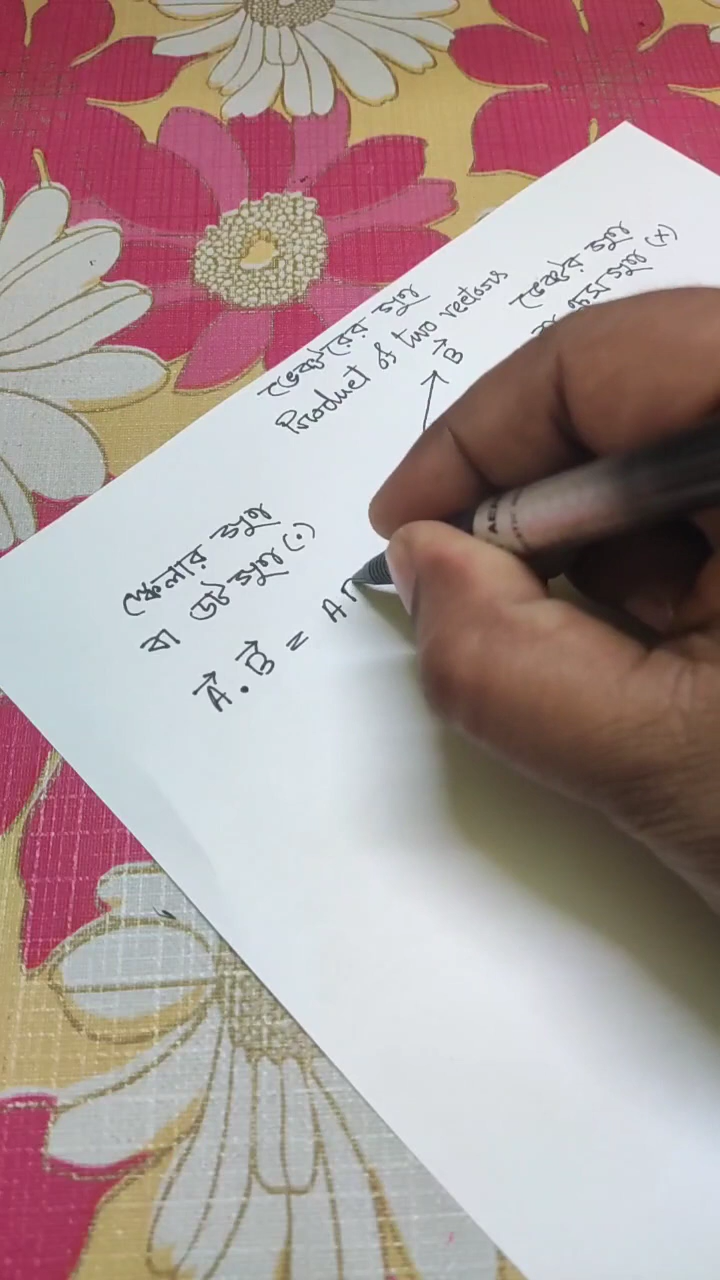 ভেক্টরের গুণ
Product of two vectors
B
স্কেলার গুণ
বা ডট গুণ (·)
A⃗ . B⃗ = A
ভেক্টর গুণ
গুণ (×)